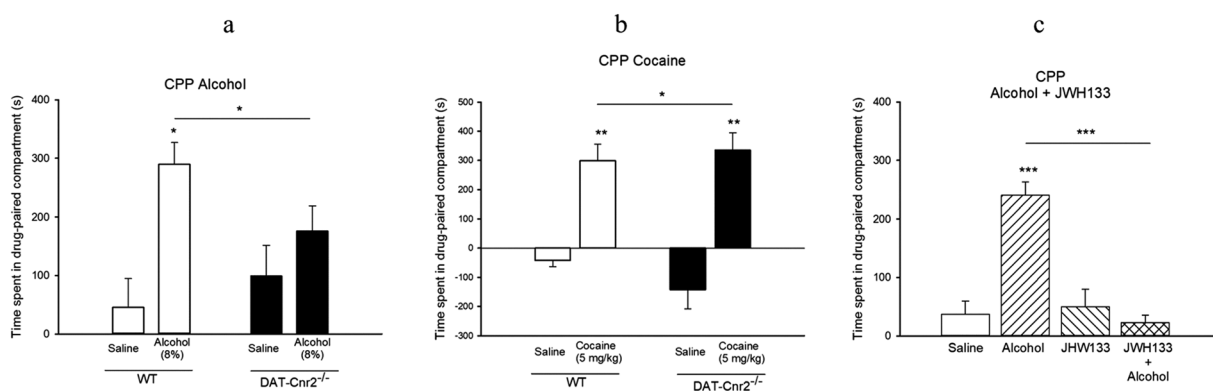 a
CPP Alcohol
Time spent in drug-paired compartment (s)
400
300
200
100
0
*
*
Saline
Alcohol
(8%)
Saline
Alcohol
(8%)
WT
DAT-Cnr2-/-
b
CPP Cocaine
Time spent in drug-paired compartment (s)
500
400
300
200
100
0
-100
-200
-300
**
*
**
Saline
Cocaine
(5 mg/kg)
Saline
Cocaine
(5 mg/kg)
WT
DAT-Cnr2-/-
c
CPP
Alcohol + JWH133
Time spent in drug-paired compartment (s)
400
300
200
100
0
***
***
Saline
Alcohol
JHW133
JWH133
+
Alcohol